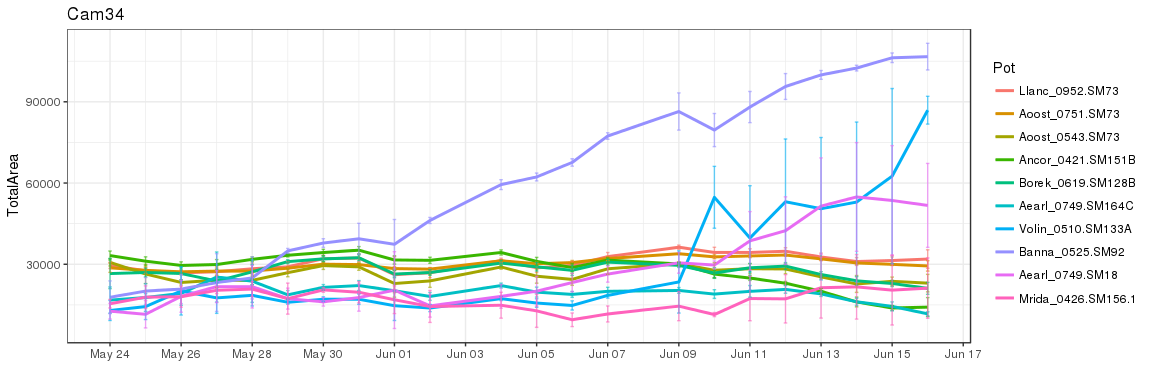 Cam34
TotalArea
90000
60000
30000
May 24
May 26
May 28
May 30
Jun 01
Jun 03
Jun 05
Jun 07
Jun 09
Jun 11
Jun 13
Jun 15
Jun 17
Pot
Llanc_0952.SM73
Aoost_0751.SM73
Aoost_0543.SM73
Ancor_0421.SM151B
Borek_0619.SM128B
Aearl_0749.SM164C
Volin_0510.SM133A
Banna_0525.SM92
Aearl_0749.SM18
Mrida_0426.SM156.1